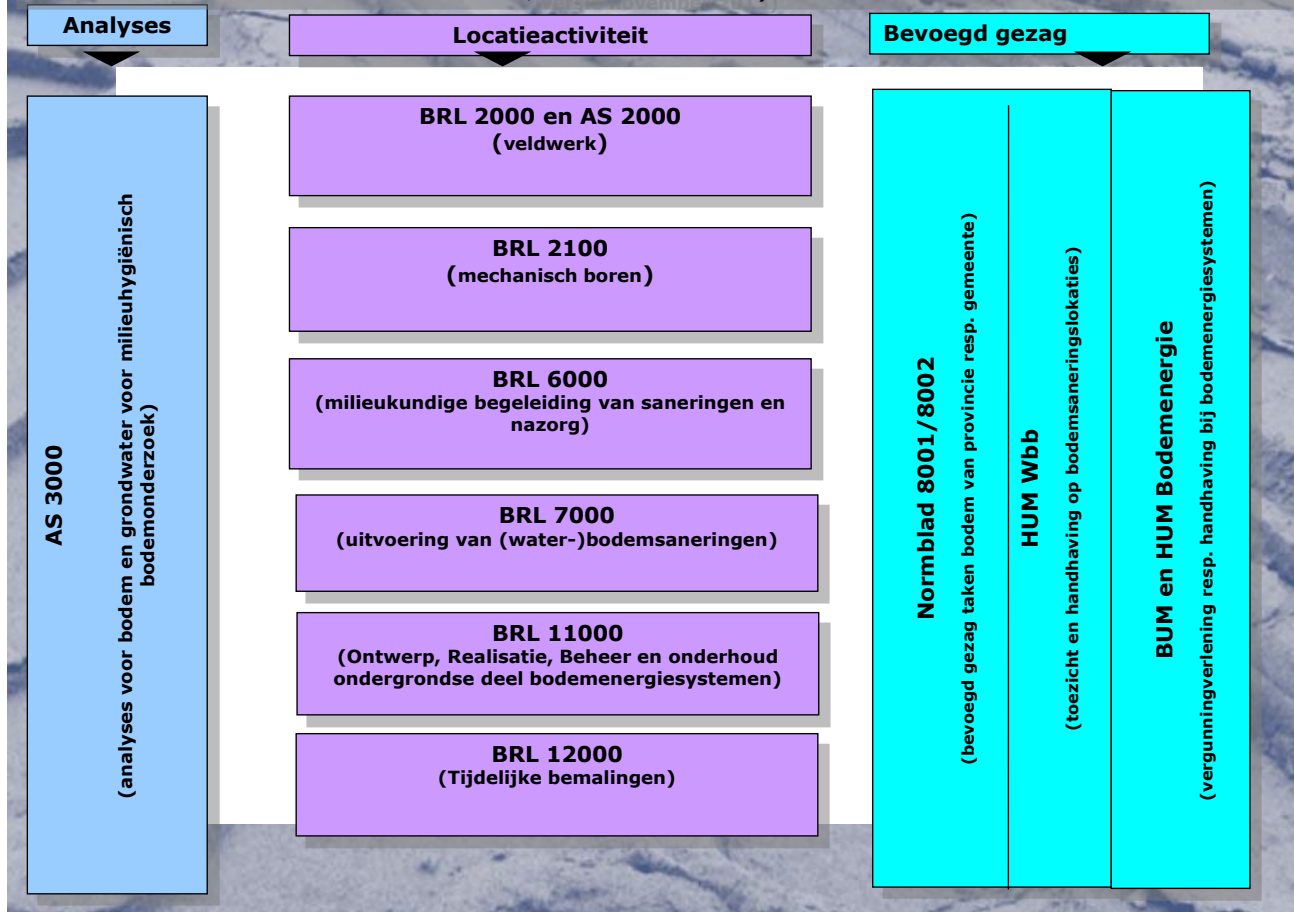 Analyses
Locatieactiviteit
Bevoegd gezag
AS 3000
(analyses voor bodem en grondwater voor milieuhygiënisch
bodemonderzoek)
BRL 2000 en AS 2000
(veldwerk)
BRL 2100
(mechanisch boren)
BRL 6000
(milieukundige begeleiding van saneringen en
nazorg)
BRL 7000
(uitvoering van (water-)bodemsaneringen)
BRL 11000
(Ontwerp, Realisatie, Beheer en onderhoud
ondergrondse deel bodemenergiesystemen)
BRL 12000
(Tijdelijke bemalingen)
Normblad 8001/8002
(bevoegd gezag taken bodem van provincie resp. gemeente)
HUM Wbb
(toezicht en handhaving op bodemsaneringslokaties)
BUM en HUM Bodemenergie
(vergunningverlening resp. handhaving bij bodemenergiesystemen)